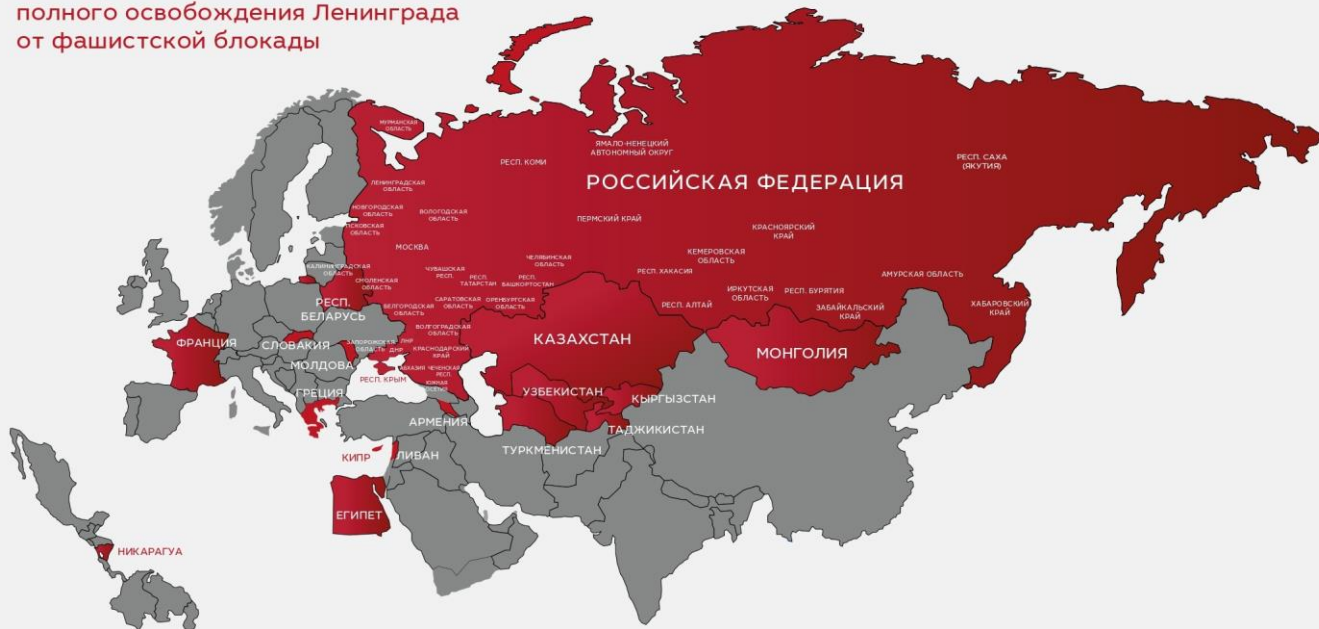 полного освобождения Ленинграда
от фашистской блокады
МУРМАНСКАЯ
ОБЛАСТЬ
ЯМАЛО-НЕНЕЦКИЙ
АВТОНОМНЫЙ ОКРУГ
РЕСП. КОМИ
РЕСП. САХА
(ЯКУТИЯ)
РОССИЙСКАЯ ФЕДЕРАЦИЯ
ЛЕНИНГРАДСКАЯ
ОБЛАСТЬ
НОВГОРОДСКАЯ
ОБЛАСТЬ
ВОЛОГОДСКАЯ
ОБЛАСТЬ
ПЕРМСКИЙ КРАЙ
ПСКОВСКАЯ
ОБЛАСТЬ
КРАСНОЯРСКИЙ
КРАЙ
МОСКВА
КЕМЕРОВСКАЯ
ОБЛАСТЬ
ЧЕЛЯБИНСКАЯ
ОБЛАСТЬ
КАЛИНИНГРАДСКАЯ
ОБЛАСТЬ
ЧУВАШСКАЯ
РЕСП.
РЕСП.
ТАТАРСТАН
РЕСП.
БАШКОРТОСТАН
РЕСП. ХАКАСИЯ
АМУРСКАЯ ОБЛАСТЬ
СМОЛЕНСКАЯ
ОБЛАСТЬ
ИРКУТСКАЯ
ОБЛАСТЬ
РЕСП. БУРЯТИЯ
РЕСП.
БЕЛАРУСЬ
БЕЛГОРОДСКАЯ
ОБЛАСТЬ
САРАТОВСКАЯ
ОБЛАСТЬ
ОРЕНБУРГСКАЯ
ОБЛАСТЬ
РЕСП. АЛТАЙ
ЗАБАЙКАЛЬСКИЙ
КРАЙ
ХАБАРОВСКИЙ
КРАЙ
ВОЛГОГРАДСКАЯ
ОБЛАСТЬ
КАЗАХСТАН
ФРАНЦИЯ
СЛОВАКИЯ
ЗАПОРОЖСКАЯ
ОБЛАСТЬ
ЛНР
ДНР
КРАСНОДАРСКИЙ
КРАЙ
МОНГОЛИЯ
МОЛДОВА
АБХАЗИЯ
ЧЕЧЕНСКАЯ
РЕСП.
РЕСП. КРЫМ
ЮЖНАЯ
ОСЕТИЯ
ГРЕЦИЯ
УЗБЕКИСТАН
КЫРГЫЗСТАН
АРМЕНИЯ
ТАДЖИКИСТАН
ТУРКМЕНИСТАН
КИПР
ЛИВАН
ЕГИПЕТ
НИКАРАГУА